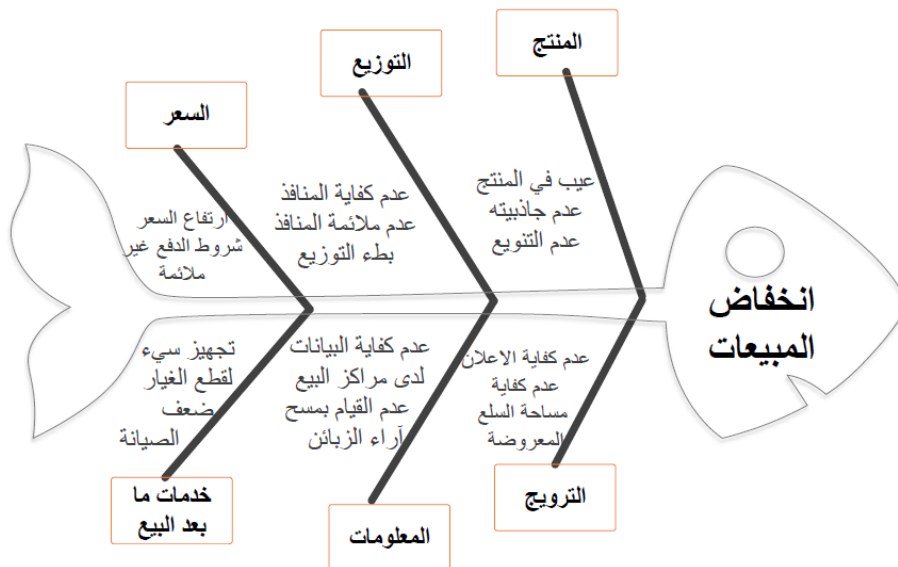 المنتج
عيب في المنتج
عدم جاذبيته
عدم التنويع
التوزيع
عدم كفاية المنافذ
عدم ملائمة المنافذ
بطء التوزيع
السعر
ارتفاع السعر
شروط الدفع غير
ملائمة
انخفاض
المبيعات
عدم كفاية الاعلان
عدم كفاية
مساحة السلع
المعروضة
الترويج
عدم كفاية البيانات
لدى مراكز البيع
عدم القيام بمسح
آراء الزبائن
المعلومات
تجهيز سيء
لقطع الغيار
ضعف
الصيانة
خدمات ما
بعد البيع